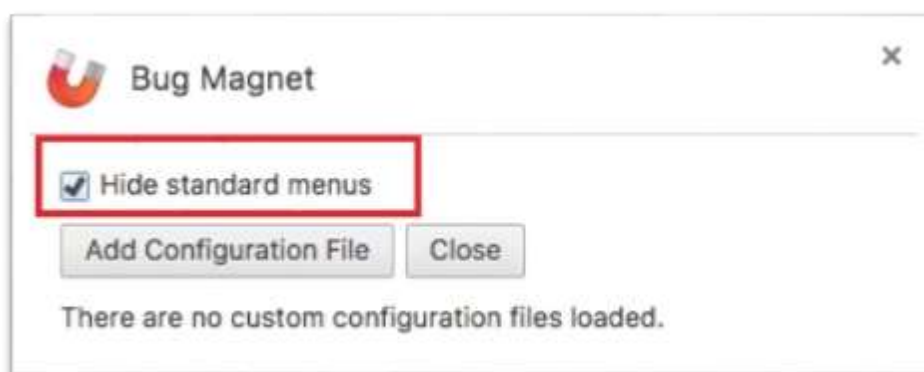 Bug Magnet
Hide standard menus
Add Configuration File Close
There are no custom configuration files loaded.